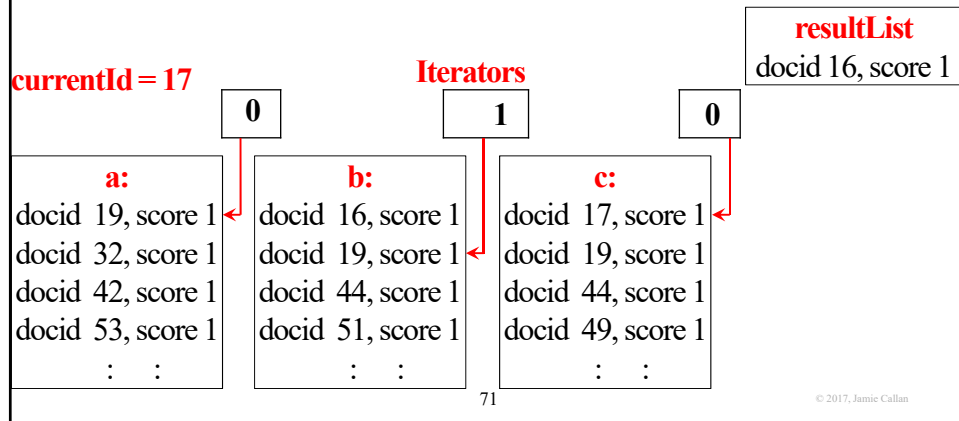 resultList
docid 16, score 1
currentId = 17
Iterators
0
1
0
a:
docid 19, score 1
docid 32, score 1
docid 42, score 1
docid 53, score 1
: :
b:
docid 16, score 1
docid 19, score 1
docid 44, score 1
docid 51, score 1
: :
c:
docid 17, score 1
docid 19, score 1
docid 44, score 1
docid 49, score 1
: :
71
© 2017, Jamie Callan